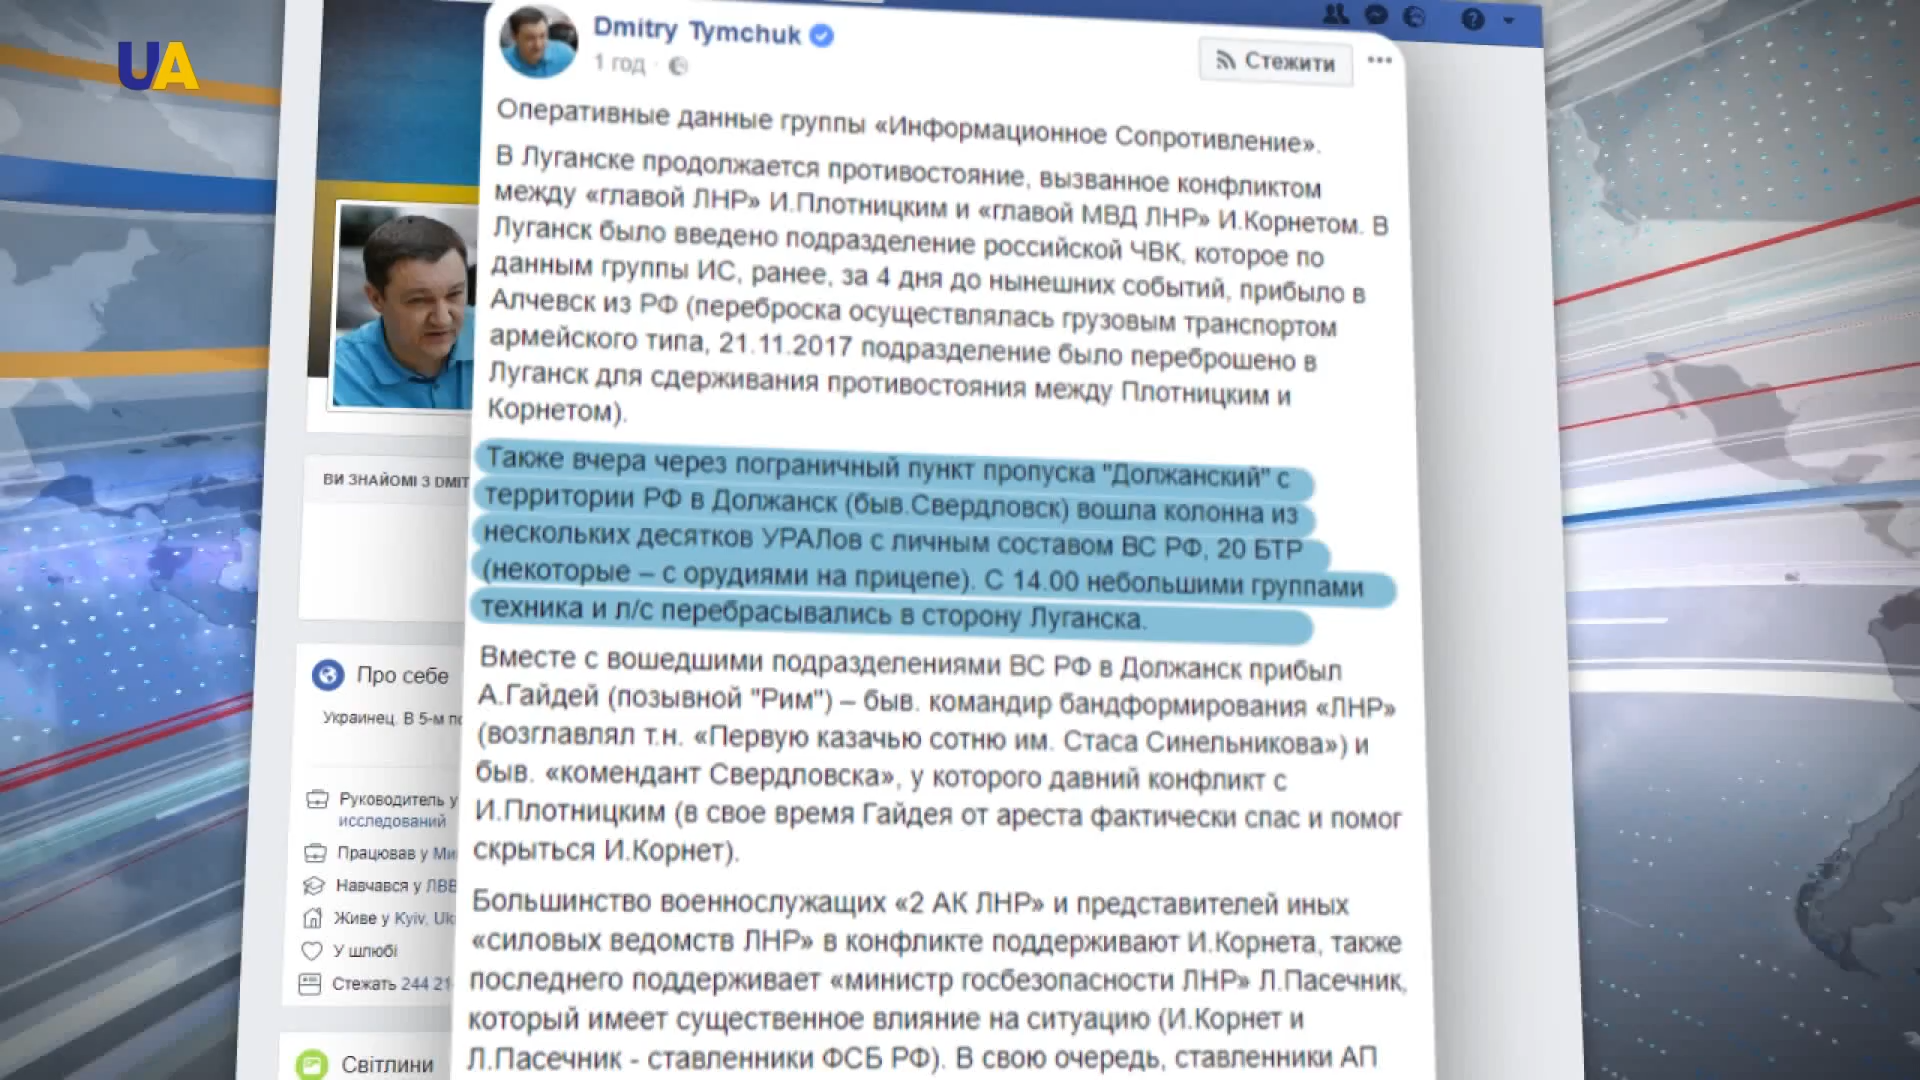 UA
Dmitry Tymchuk
1 год
Стежити
Оперативные данные группы «Информационное Сопротивление».
В Луганске продолжается противостояние, вызванное конфликтом
между «главой ЛНР» И.Плотницким и «главой МВД ЛНР» И.Корнетом. В
Луганск было введено подразделение российской ЧВК, которое по
данным группы ИС, ранее, за 4 дня до нынешних событий, прибыло в
Алчевск из РФ (переброска осуществлялась грузовым транспортом
армейского типа, 21.11.2017 подразделение было переброшено в
Луганск для сдерживания противостояния между Плотницким и
Корнетом).
Также вчера через пограничный пункт пропуска "Должанский" с
территории РФ в Должанск (быв.Свердловск) вошла колонна из
нескольких десятков УРАЛов с личным составом ВС РФ, 20 БТР
(некоторые – с орудиями на прицепе). С 14.00 небольшими группами
техника и л/с перебрасывались в сторону Луганска.
Вместе с вошедшими подразделениями ВС РФ в Должанск прибыл
А.Гайдей (позывной "Рим") – быв. командир бандформирования «ЛНР»
(возглавлял т.н. «Первую казачью сотню им. Стаса Синельникова») и
быв. «комендант Свердловска», у которого давний конфликт с
И.Плотницким (в свое время Гайдея от ареста фактически спас и помог
скрыться И.Корнет).
Большинство военнослужащих «2 АК ЛНР» и представителей иных
«силовых ведомств ЛНР» в конфликте поддерживают И.Корнета, также
последнего поддерживает «министр госбезопасности ЛНР» Л.Пасечник,
который имеет существенное влияние на ситуацию (И.Корнет и
Л.Пасечник - ставленники ФСБ РФ). В свою очередь, ставленники АП
ВИ ЗНАЙОМІ З DMIT
Про себе
Украинец. В 5-м по
Руководитель у
исследований
Працював у Ми
Навчався у ЛВВ
Живе у Kyiv, Uk
У шлюбі
Стежать 244 21
Світлини